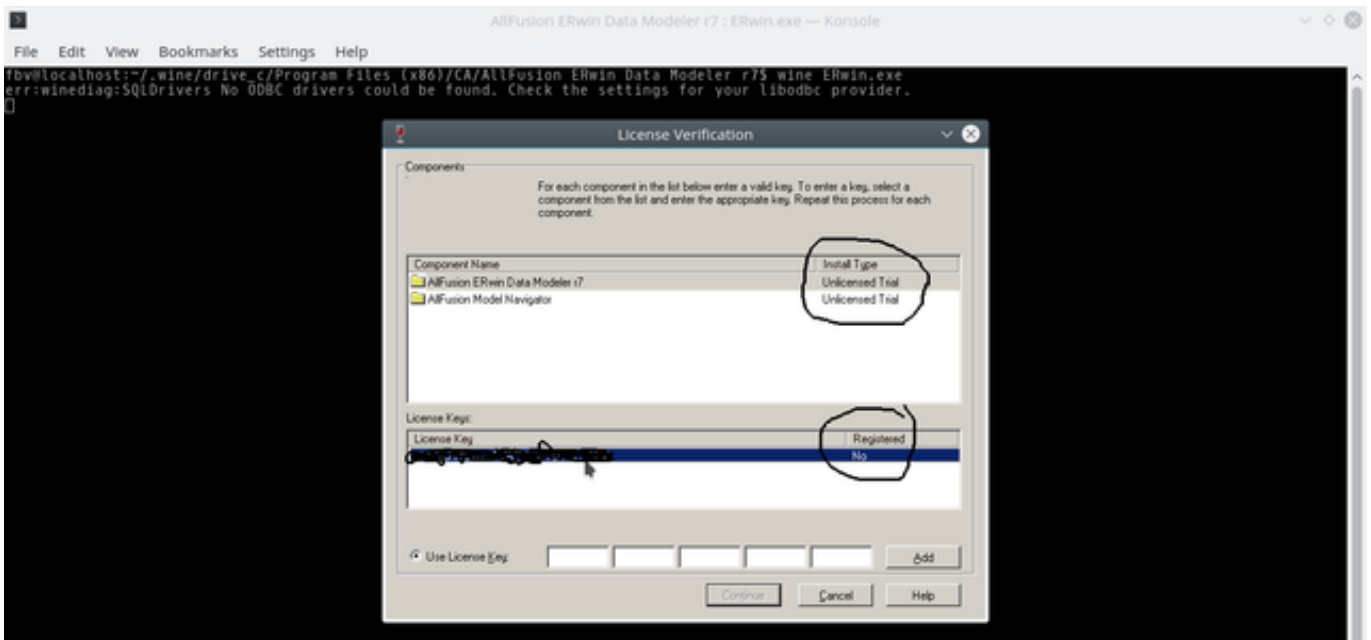 AllFusion ERwin Data Modeler r7 : ERwin.exe — Konsole
File Edit View Bookmarks Settings Help
fbv@localhost:~/.wine/drive_c/Program Files (x86)/CA/AllFusion ERwin Data Modeler r7$ wine ERwin.exe
err:winediag:SQLDrivers No ODBC drivers could be found. Check the settings for your libodbc provider.
License Verification
Components
For each component in the list below enter a valid key. To enter a key, select a
component from the list and enter the appropriate key. Repeat this process for each
component.
Component Name Install Type
AllFusion ERwin Data Modeler r7 Unlicensed Trial
AllFusion Model Navigator Unlicensed Trial
License Keys:
License Key Registered
No
Use License Key: Add
Continue Cancel Help